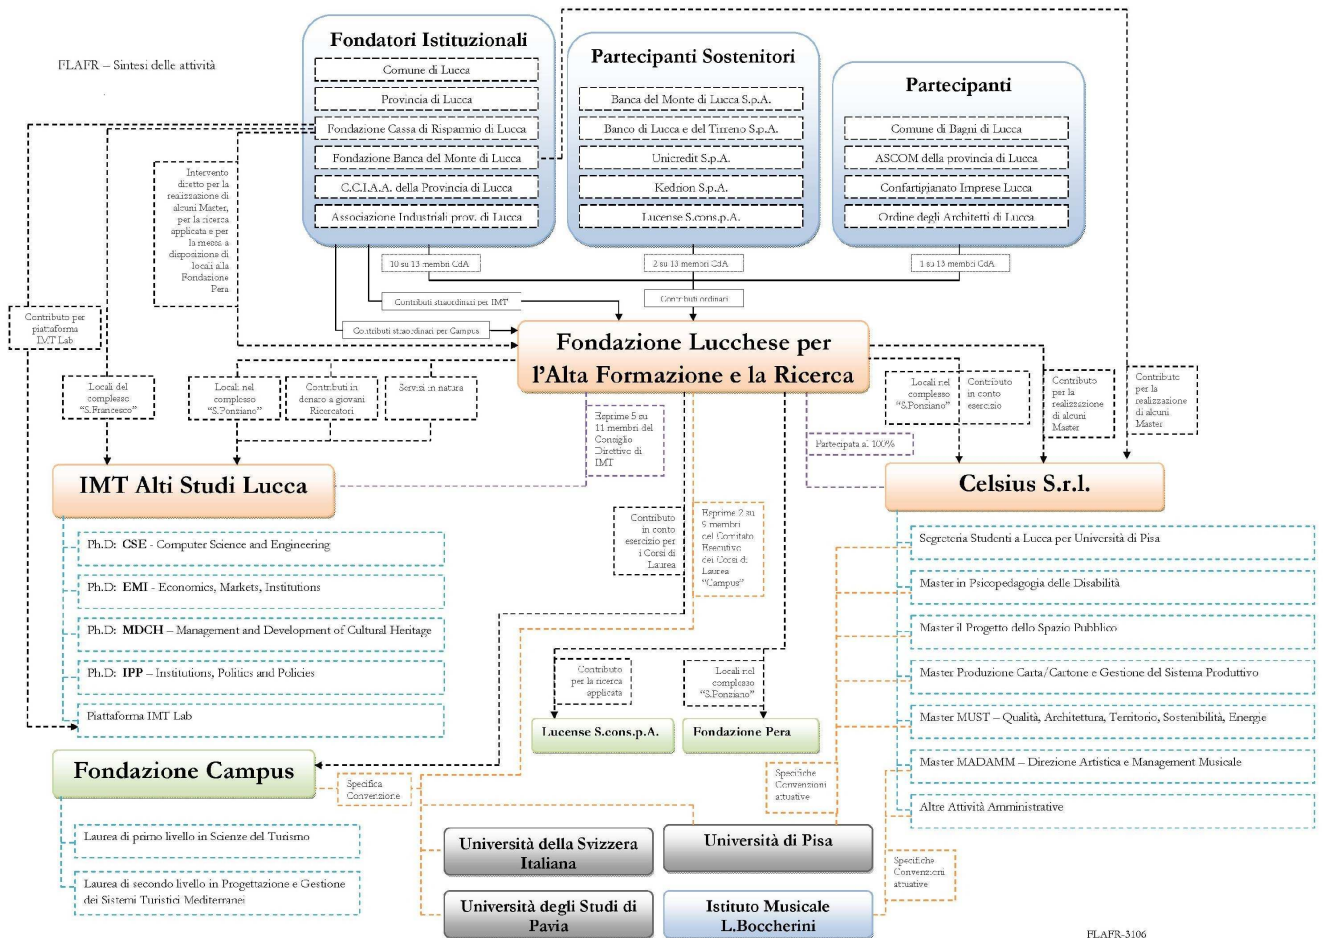 FLAFR – Sintesi delle attività
Fondatori Istituzionali
Comune di Lucca
Provincia di Lucca
Fondazione Cassa di Risparmio di Lucca
Fondazione Banca del Monte di Lucca
C.C.I.A.A. della Provincia di Lucca
Associazione Industriali prov. di Lucca
Partecipanti Sostenitori
Banca del Monte di Lucca S.p.A.
Banco di Lucca e del Tirreno S.p.A.
Unicredit S.p.A.
Kedrion S.p.A.
Lucense S.cons.p.A.
Partecipanti
Comune di Bagni di Lucca
ASCOM della provincia di Lucca
Confartigianato Imprese Lucca
Ordine degli Architetti di Lucca
Intervento
diretto per la
realizzazione di
alcuni Master,
per la ricerca
applicata e per
la messa a
disposizione di
locali alla
Fondazione
Pera
10 su 13 membri CdA
2 su 13 membri CdA
1 su 13 membri CdA
Contributi straordinari per IMT
Contributi ordinari
Contributi straordinari per Campus
Contributo per
piattaforma
IMT Lab
Fondazione Lucchese per
l'Alta Formazione e la Ricerca
Locali del
complesso
"S.Francesco"
Locali nel
complesso
"S.Ponziano"
Contributi in
denaro a giovani
Ricercatori
Servizi in natura
Esprime 5 su
11 membri del
Consiglio
Direttivo di
IMT
Partecipata al 100%
Locali nel
complesso
"S.Ponziano"
Contributo
in conto
esercizio
Contributo
per la
realizzazione
di alcuni
Master
Contributo
per la
realizzazione
di alcuni
Master
IMT Alti Studi Lucca
Ph.D: CSE - Computer Science and Engineering
Ph.D: EMI - Economics, Markets, Institutions
Ph.D: MDCH – Management and Development of Cultural Heritage
Ph.D: IPP – Institutions, Politics and Policies
Piattaforma IMT Lab
Contributo
in conto
esercizio per
i Corsi di
Laurea
Esprime 2 su
9 membri
del Comitato
Esecutivo
dei Corsi di
Laurea
"Campus"
Celsius S.r.l.
Segreteria Studenti a Lucca per Università di Pisa
Master in Psicopedagogia delle Disabilità
Master il Progetto dello Spazio Pubblico
Master Produzione Carta/Cartone e Gestione del Sistema Produttivo
Master MUST – Qualità, Architettura, Territorio, Sostenibilità, Energie
Master MADAMM – Direzione Artistica e Management Musicale
Altre Attività Amministrative
Contributo
per la ricerca
applicata
Locali nel
complesso
"S.Ponziano"
Lucense S.cons.p.A.
Fondazione Pera
Fondazione Campus
Specifica
Convenzione
Specifiche
Convenzioni
attuative
Laurea di primo livello in Scienze del Turismo
Laurea di secondo livello in Progettazione e Gestione
dei Sistemi Turistici Mediterranei
Università della Svizzera
Italiana
Università di Pisa
Specifiche
Convenzioni
attuative
Università degli Studi di
Pavia
Istituto Musicale
L.Boccherini
FLAFR-3106